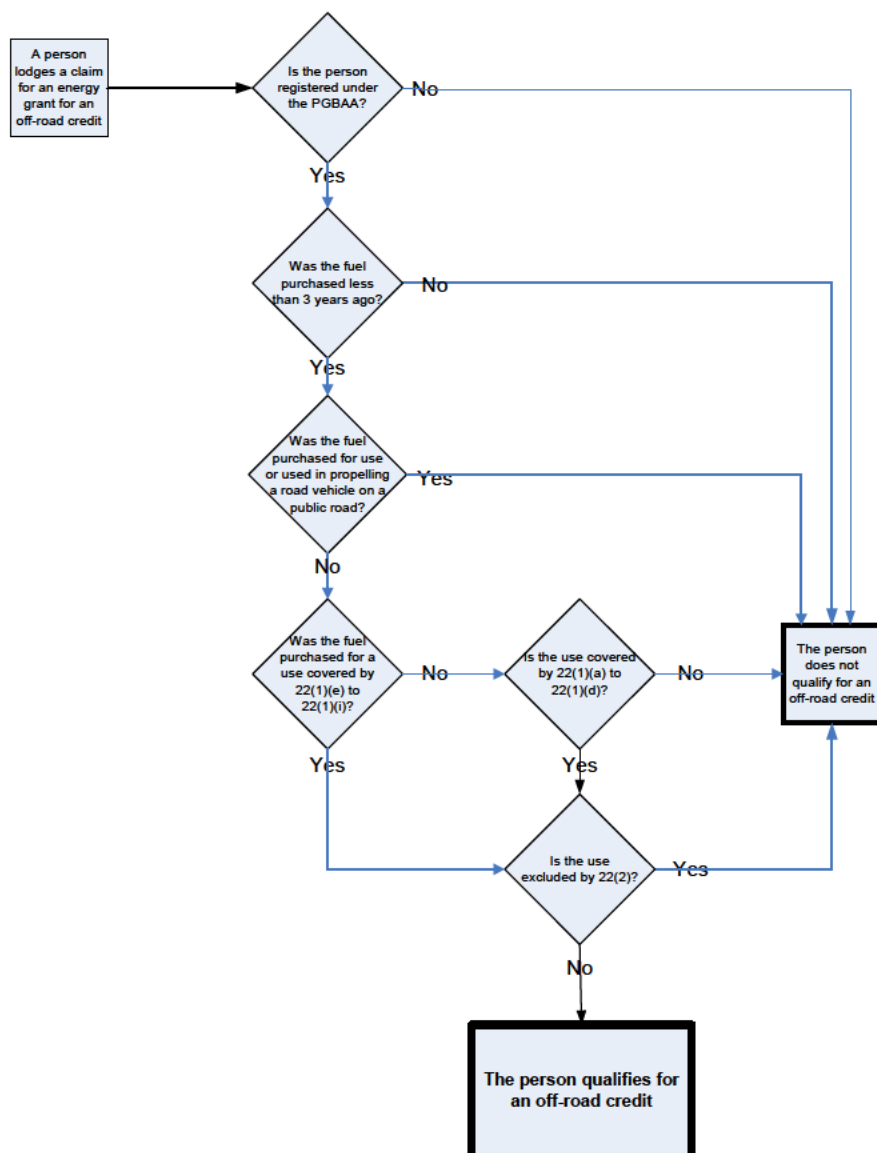 A person
lodges a claim
for an energy
grant for an
off-road credit
Is the person
registered under
the PGBAA?
No
Yes
Was the fuel
purchased less
than 3 years ago?
No
Yes
Was the fuel
purchased for use
or used in propelling
a road vehicle on a
public road?
Yes
No
Was the fuel
purchased for a
use covered by
22(1)(e) to
22(1)(i)?
No
Is the use covered
by 22(1)(a) to
22(1)(d)?
No
The person
does not
qualify for an
off-road credit
Yes
Yes
Is the use
excluded by 22(2)?
Yes
No
The person qualifies for
an off-road credit